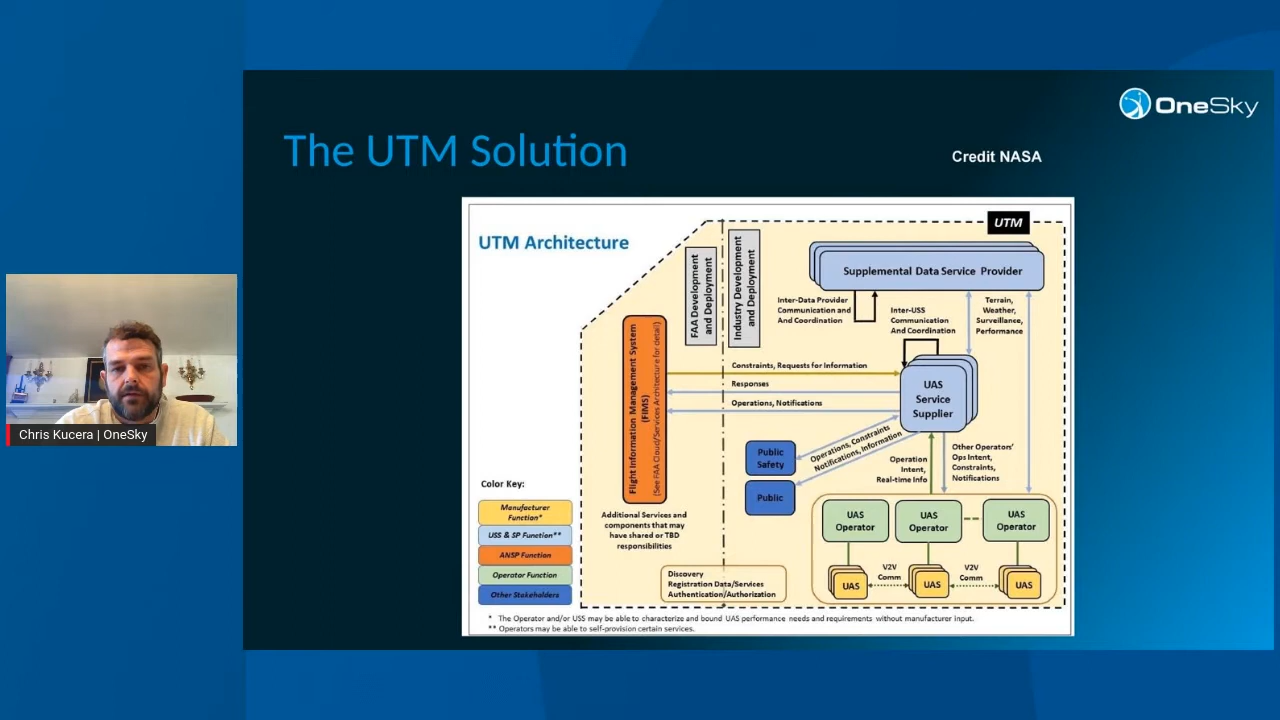 OneSky
The UTM Solution
Credit NASA
UTM
UTM Architecture
FAA Development
and Deployment
Industry Development
and Deployment
Supplemental Data Service Provider
Inter-Data Provider
Communication and
And Coordination
Inter-USS
Communication
And Coordination
Terrain,
Weather,
Surveillance,
Performance
Flight Information Management System
(FIMS)
(See FAA Cloud/Services Architecture for detail)
Constraints, Requests for Information
Responses
Operations, Notifications
UAS
Service
Supplier
Operations, Constraints
Notifications, Information
Public
Safety
Public
Operation
Intent,
Real-time Info
Other Operators'
Ops Intent,
Constraints,
Notifications
Chris Kucera | OneSky
Color Key:
Manufacturer
Function*
USS & SP Function**
ANSP Function
Operator Function
Other Stakeholders
Additional Services and
components that may
have shared or TBD
responsibilities
UAS
Operator
UAS
Operator
UAS
Operator
V2V
Comm
V2V
Comm
UAS
UAS
UAS
Discovery
Registration Data/Services
Authentication/Authorization
* The Operator and/or USS may be able to characterize and bound UAS performance needs and requirements without manufacturer input.
** Operators may be able to self-provision certain services.